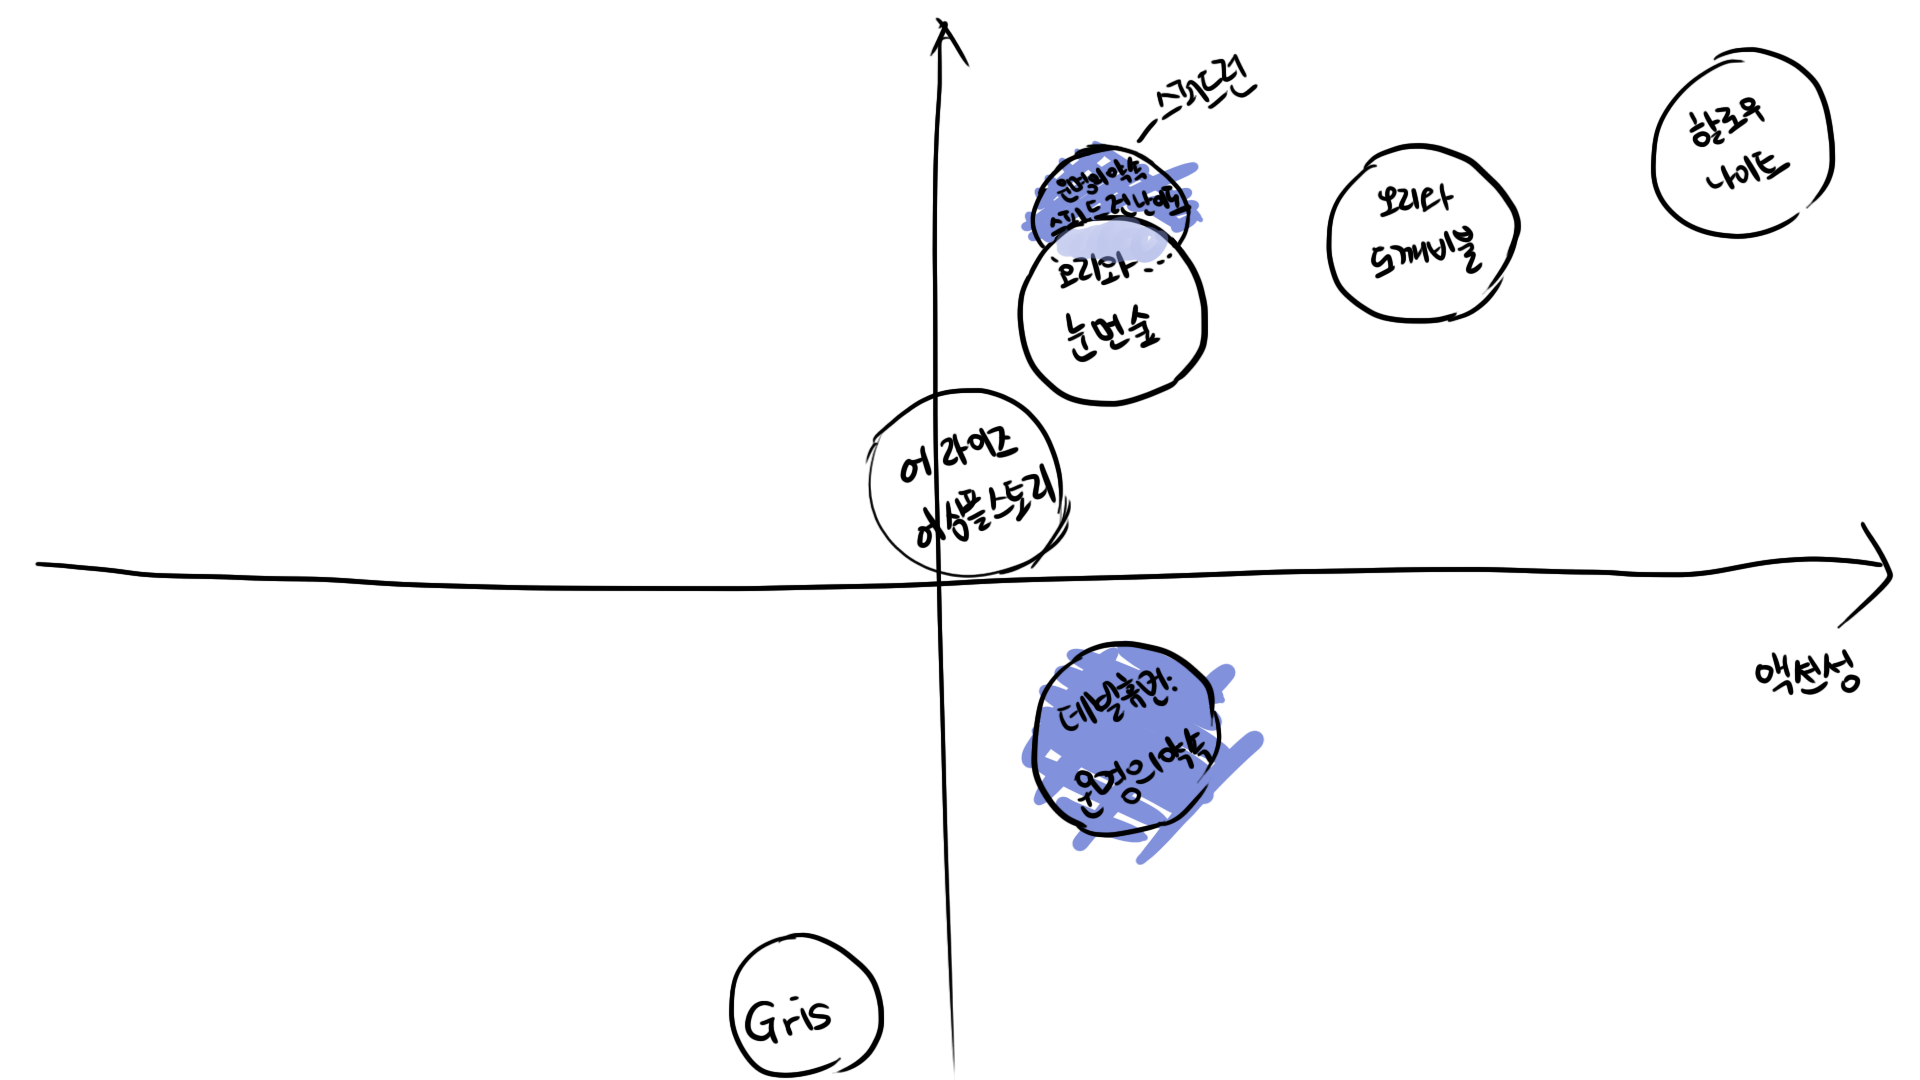 스피드런
할로우
나이트
운명의약속
스피드런난이도
오리와
도깨비불
오리와
눈먼숲
어라이즈
어심플스토리
액션성
데빌휴먼:
운명의약속
Gris